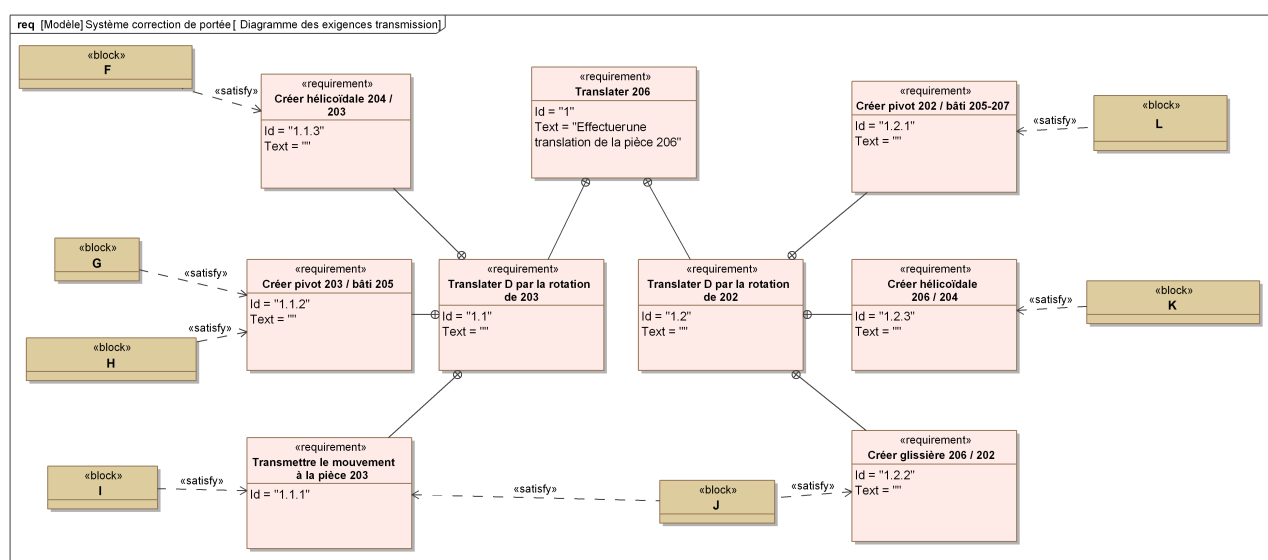 req [Modèle] Système correction de portée [ Diagramme des exigences transmission]
«block»
F
«satisfy»
«requirement»
Créer hélicoïdale 204 /
203
Id = "1.1.3"
Text = ""
«requirement»
Translater 206
Id = "1"
Text = "Effectuerune
translation de la pièce 206"
«requirement»
Créer pivot 202 / bâti 205-207
Id = "1.2.1"
Text = ""
«satisfy»
«block»
L
«block»
G
«satisfy»
«block»
H
«satisfy»
«requirement»
Créer pivot 203 / bâti 205
Id = "1.1.2"
Text = ""
«requirement»
Translater D par la rotation
de 203
Id = "1.1"
Text = ""
«requirement»
Translater D par la rotation
de 202
Id = "1.2"
Text = ""
«requirement»
Créer hélicoïdale
206 / 204
Id = "1.2.3"
Text = ""
«satisfy»
«block»
K
«block»
I
«satisfy»
«requirement»
Transmettre le mouvement
à la pièce 203
Id = "1.1.1"
«satisfy»
«block»
J
«satisfy»
«requirement»
Créer glissière 206 / 202
Id = "1.2.2"
Text = ""